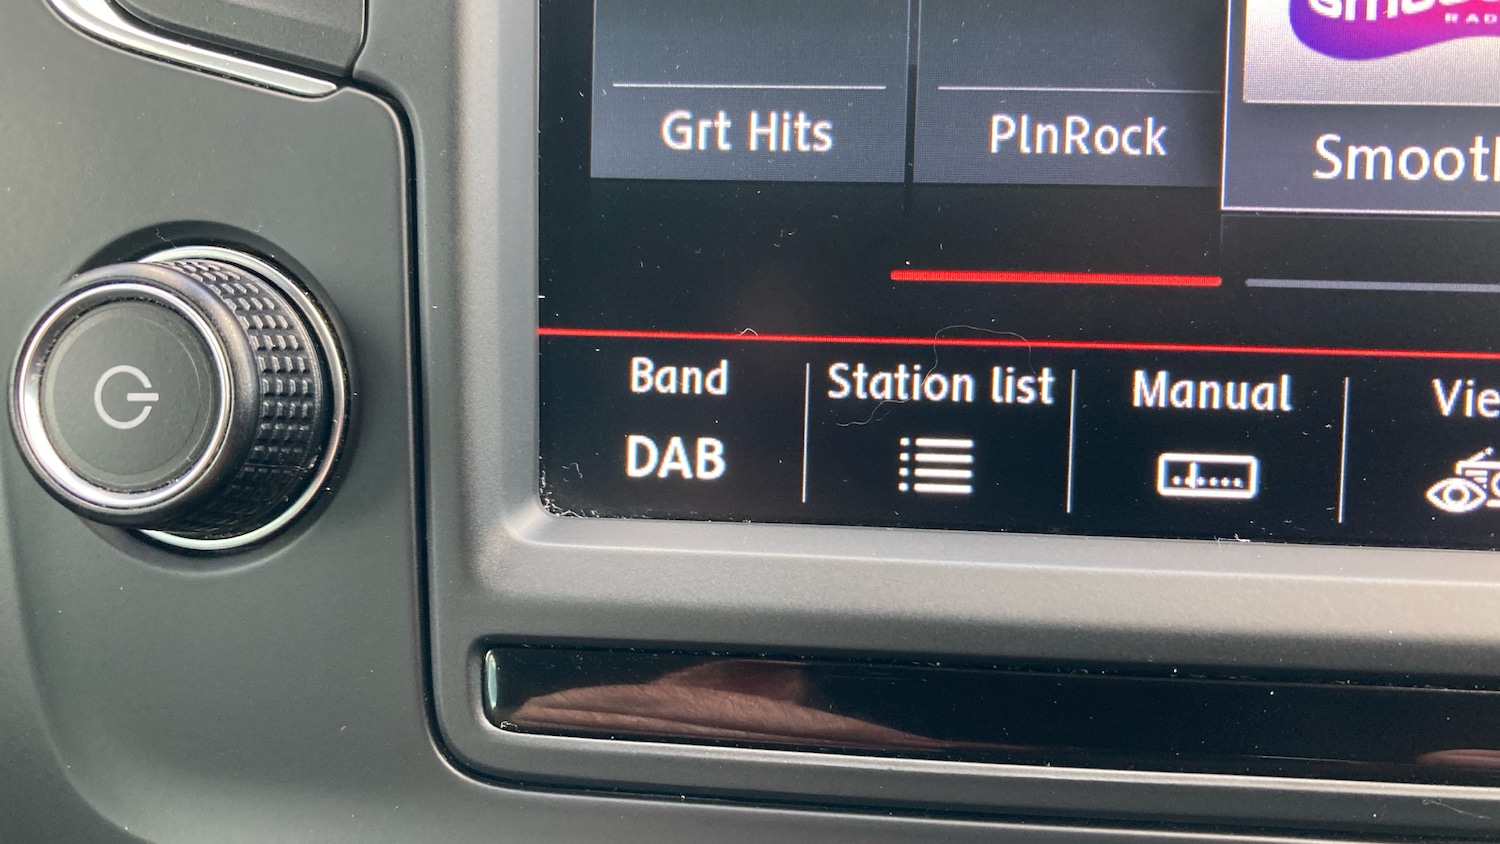 Grt Hits
PlnRock
Band
Station list
Manual
DAB